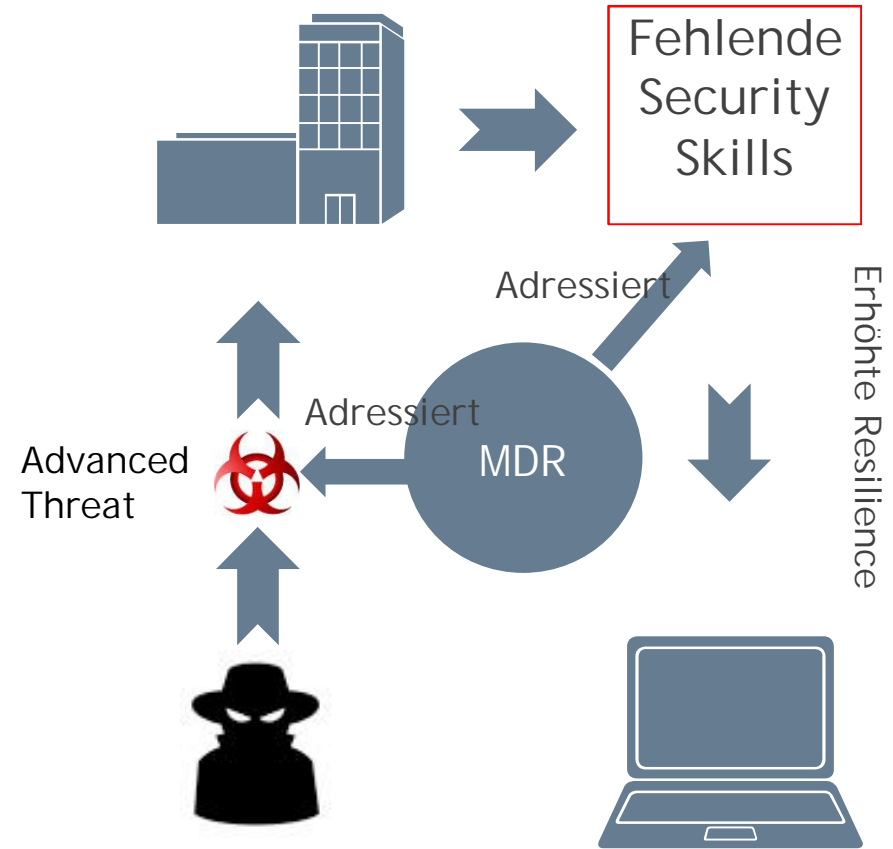 Fehlende
Security
Skills
Adressiert
Erhöhte Resilience
Adressiert
MDR
Advanced
Threat